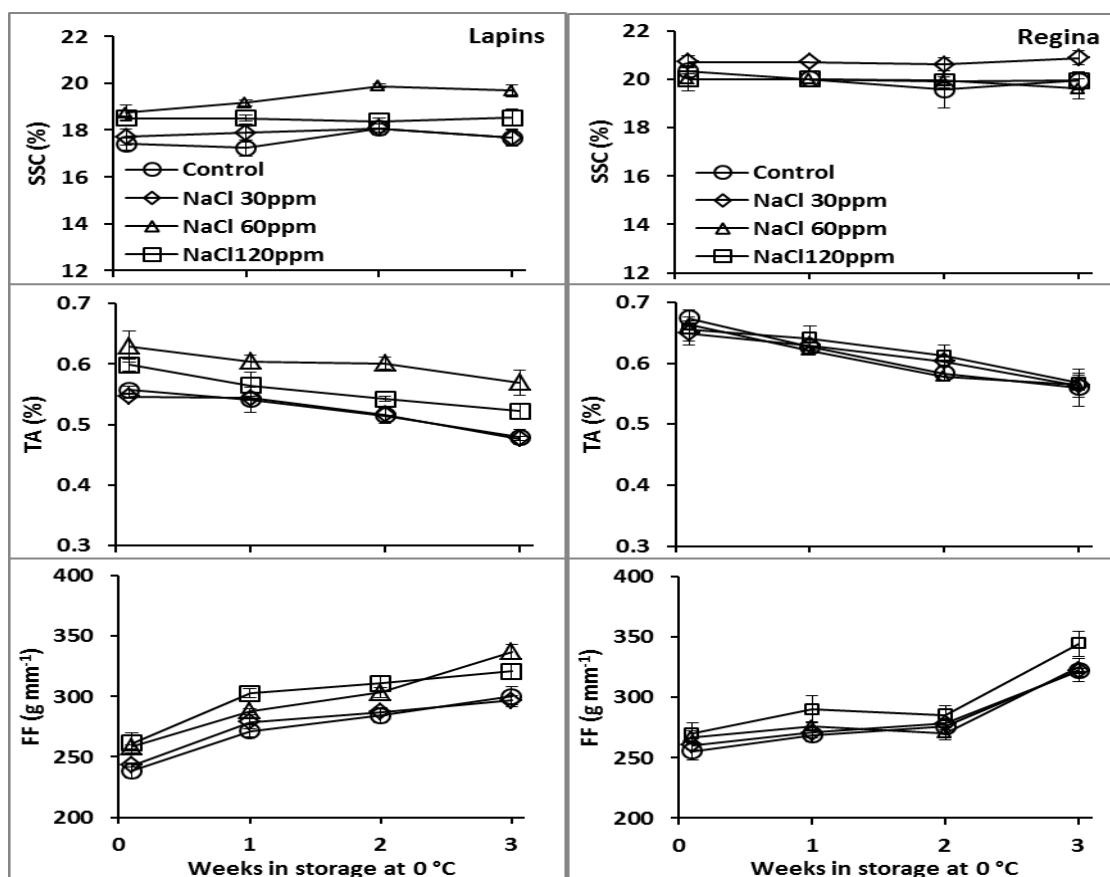 Lapins
22
20
18
16
14
12
SSC (%)
Control
NaCl 30ppm
NaCl 60ppm
NaCl120ppm
Regina
22
20
18
16
14
12
SSC (%)
Control
NaCl 30ppm
NaCl 60ppm
NaCl120ppm
0.7
0.6
0.5
0.4
0.3
TA (%)
0.7
0.6
0.5
0.4
0.3
TA (%)
400
350
300
250
200
FF (g mm-1)
0 1 2 3
Weeks in storage at 0 °C
400
350
300
250
200
FF (g mm-1)
0 1 2 3
Weeks in storage at 0 °C